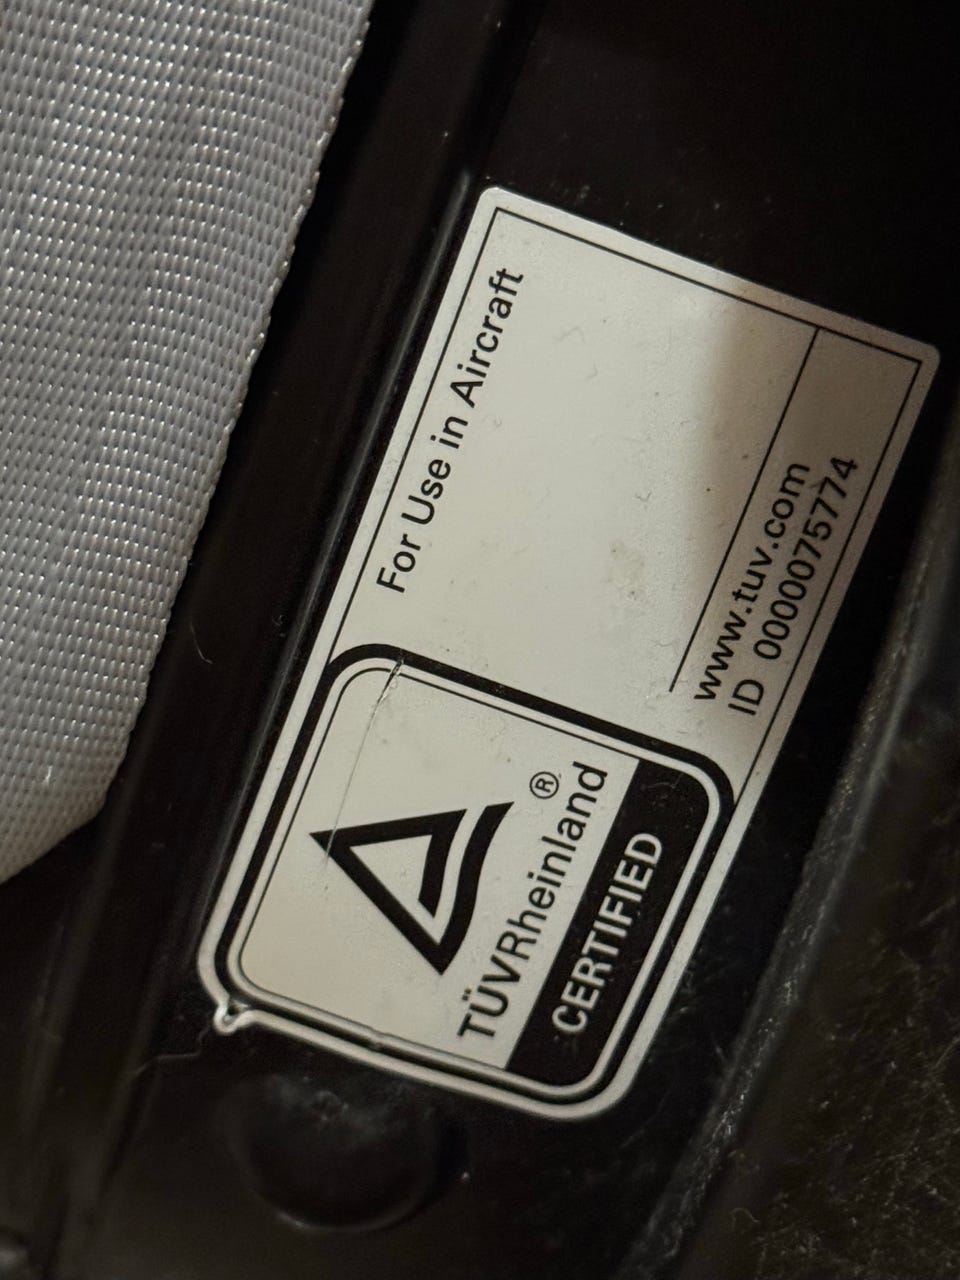 For Use in Aircraft
TÜVRheinland®
CERTIFIED
www.tuv.com
ID 0000075774